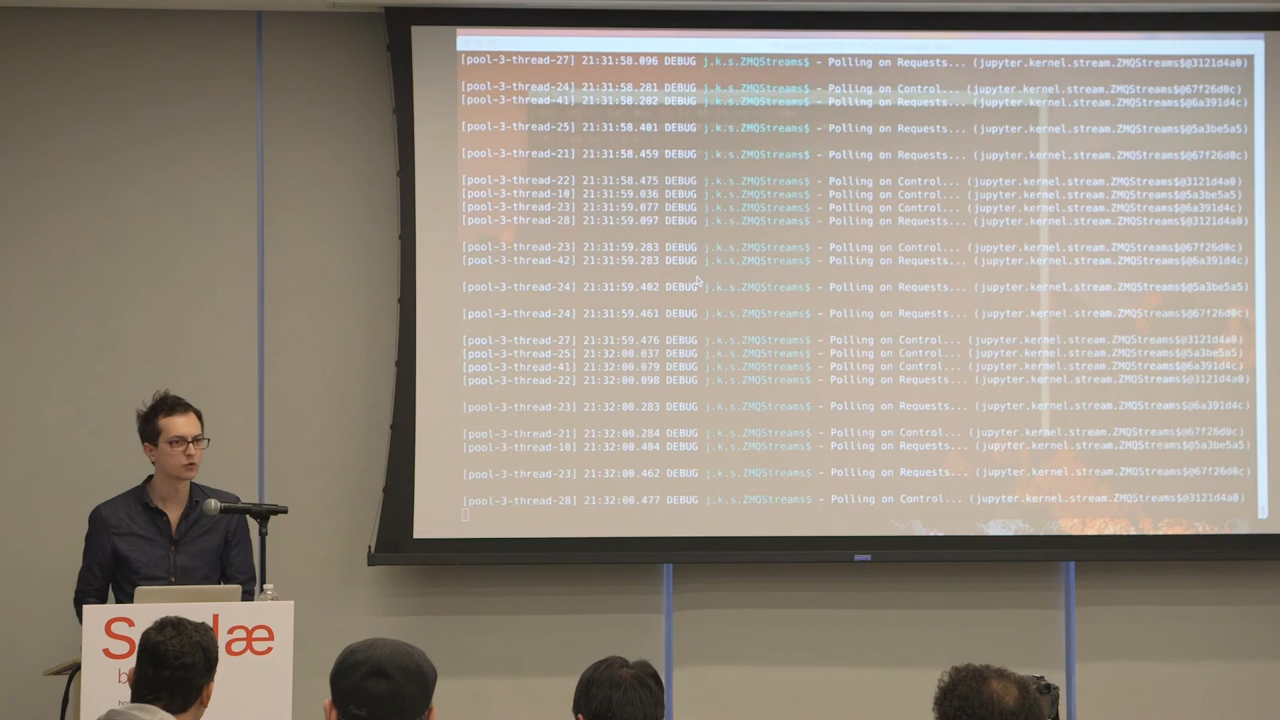 [pool-3-thread-27] 21:31:58.096 DEBUG j.k.s.ZMQStreams$ - Polling on Requests... (jupyter.kernel.stream.ZMQStreams$@3121d4a0)
[pool-3-thread-24] 21:31:58.281 DEBUG j.k.s.ZMQStreams$ - Polling on Control... (jupyter.kernel.stream.ZMQStreams$@67f26d0c)
[pool-3-thread-41] 21:31:58.282 DEBUG j.k.s.ZMQStreams$ - Polling on Requests... (jupyter.kernel.stream.ZMQStreams$@6a391d4c)
[pool-3-thread-25] 21:31:58.401 DEBUG j.k.s.ZMQStreams$ - Polling on Requests... (jupyter.kernel.stream.ZMQStreams$@5a3be5a5)
[pool-3-thread-21] 21:31:58.459 DEBUG j.k.s.ZMQStreams$ - Polling on Requests... (jupyter.kernel.stream.ZMQStreams$@67f26d0c)
[pool-3-thread-22] 21:31:58.475 DEBUG j.k.s.ZMQStreams$ - Polling on Control... (jupyter.kernel.stream.ZMQStreams$@3121d4a0)
[pool-3-thread-10] 21:31:59.036 DEBUG j.k.s.ZMQStreams$ - Polling on Control... (jupyter.kernel.stream.ZMQStreams$@5a3be5a5)
[pool-3-thread-23] 21:31:59.077 DEBUG j.k.s.ZMQStreams$ - Polling on Control... (jupyter.kernel.stream.ZMQStreams$@6a391d4c)
[pool-3-thread-28] 21:31:59.097 DEBUG j.k.s.ZMQStreams$ - Polling on Requests... (jupyter.kernel.stream.ZMQStreams$@3121d4a0)
[pool-3-thread-23] 21:31:59.283 DEBUG j.k.s.ZMQStreams$ - Polling on Control... (jupyter.kernel.stream.ZMQStreams$@67f26d0c)
[pool-3-thread-42] 21:31:59.283 DEBUG j.k.s.ZMQStreams$ - Polling on Requests... (jupyter.kernel.stream.ZMQStreams$@6a391d4c)
[pool-3-thread-24] 21:31:59.402 DEBUG j.k.s.ZMQStreams$ - Polling on Requests... (jupyter.kernel.stream.ZMQStreams$@5a3be5a5)
[pool-3-thread-24] 21:31:59.461 DEBUG j.k.s.ZMQStreams$ - Polling on Requests... (jupyter.kernel.stream.ZMQStreams$@67f26d0c)
[pool-3-thread-27] 21:31:59.476 DEBUG j.k.s.ZMQStreams$ - Polling on Control... (jupyter.kernel.stream.ZMQStreams$@3121d4a0)
[pool-3-thread-25] 21:32:00.037 DEBUG j.k.s.ZMQStreams$ - Polling on Control... (jupyter.kernel.stream.ZMQStreams$@5a3be5a5)
[pool-3-thread-41] 21:32:00.079 DEBUG j.k.s.ZMQStreams$ - Polling on Control... (jupyter.kernel.stream.ZMQStreams$@6a391d4c)
[pool-3-thread-22] 21:32:00.098 DEBUG j.k.s.ZMQStreams$ - Polling on Requests... (jupyter.kernel.stream.ZMQStreams$@3121d4a0)
[pool-3-thread-23] 21:32:00.283 DEBUG j.k.s.ZMQStreams$ - Polling on Requests... (jupyter.kernel.stream.ZMQStreams$@6a391d4c)
[pool-3-thread-21] 21:32:00.284 DEBUG j.k.s.ZMQStreams$ - Polling on Control... (jupyter.kernel.stream.ZMQStreams$@67f26d0c)
[pool-3-thread-10] 21:32:00.404 DEBUG j.k.s.ZMQStreams$ - Polling on Requests... (jupyter.kernel.stream.ZMQStreams$@5a3be5a5)
[pool-3-thread-23] 21:32:00.462 DEBUG j.k.s.ZMQStreams$ - Polling on Requests... (jupyter.kernel.stream.ZMQStreams$@67f26d0c)
[pool-3-thread-28] 21:32:00.477 DEBUG j.k.s.ZMQStreams$ - Polling on Control... (jupyter.kernel.stream.ZMQStreams$@3121d4a0)